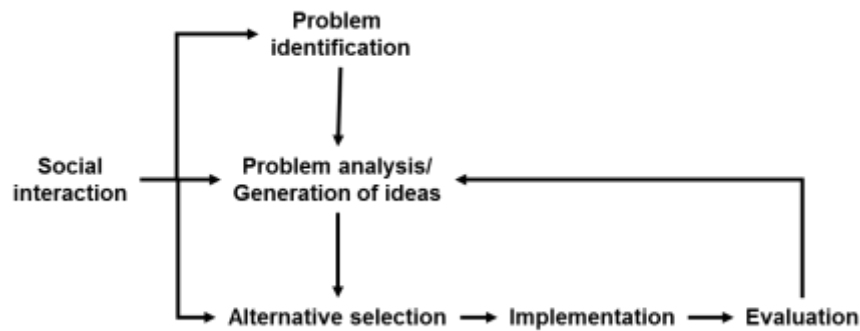 Problem
identification
Social
interaction
Problem analysis/
Generation of ideas
Alternative selection
Implementation
Evaluation